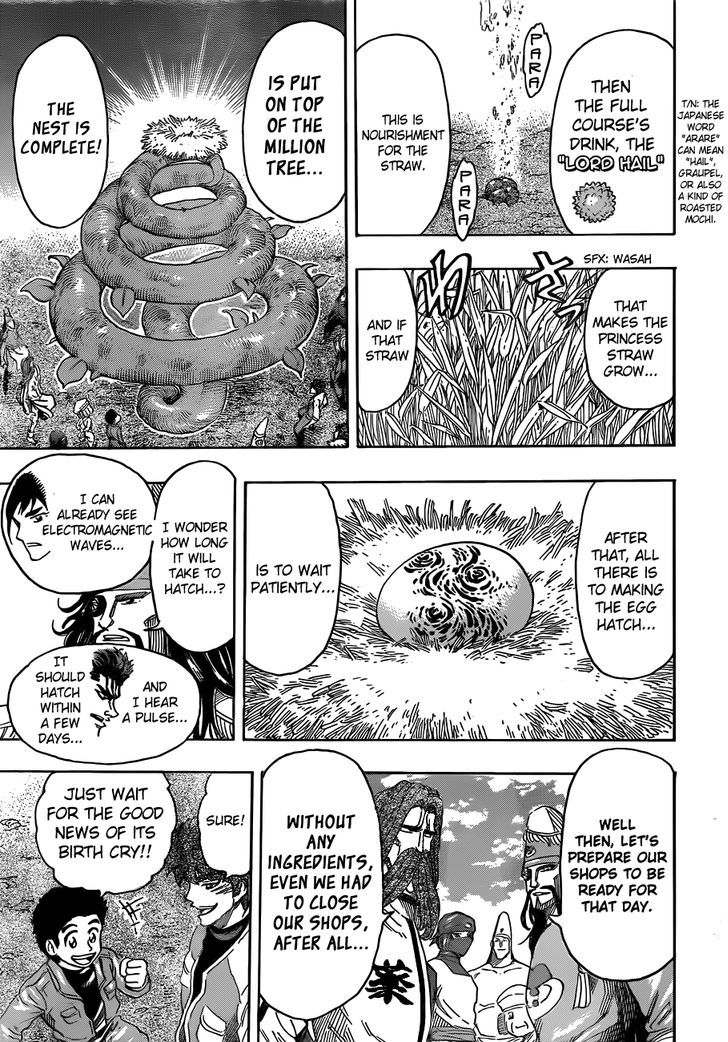 T/N: THE
JAPANESE
WORD
"ARARE"
CAN MEAN
"HAIL",
GRAUPEL,
OR ALSO
A KIND OF
ROASTED
MOCHI.
THEN
THE FULL
COURSE'S
DRINK, THE
"LORD HAIL"
PARA
THIS IS
NOURISHMENT
FOR THE
STRAW.
PARA
SFX: WASAH
THAT
MAKES THE
PRINCESS
STRAW
GROW...
AND IF
THAT
STRAW
IS PUT
ON TOP
OF THE
MILLION
TREE...
THE
NEST IS
COMPLETE!
AFTER
THAT, ALL
THERE IS
TO MAKING
THE EGG
HATCH...
IS TO WAIT
PATIENTLY...
I WONDER
HOW LONG
IT WILL
TAKE TO
HATCH...?
I CAN
ALREADY SEE
ELECTROMAGNETIC
WAVES...
AND
I HEAR
A PULSE...
IT
SHOULD
HATCH
WITHIN
A FEW
DAYS...
WELL
THEN, LET'S
PREPARE OUR
SHOPS TO
BE READY
FOR
THAT DAY.
WITHOUT
ANY
INGREDIENTS,
EVEN WE HAD
TO CLOSE
OUR SHOPS,
AFTER ALL...
薬
SURE!
JUST WAIT
FOR THE GOOD
NEWS OF ITS
BIRTH CRY!!